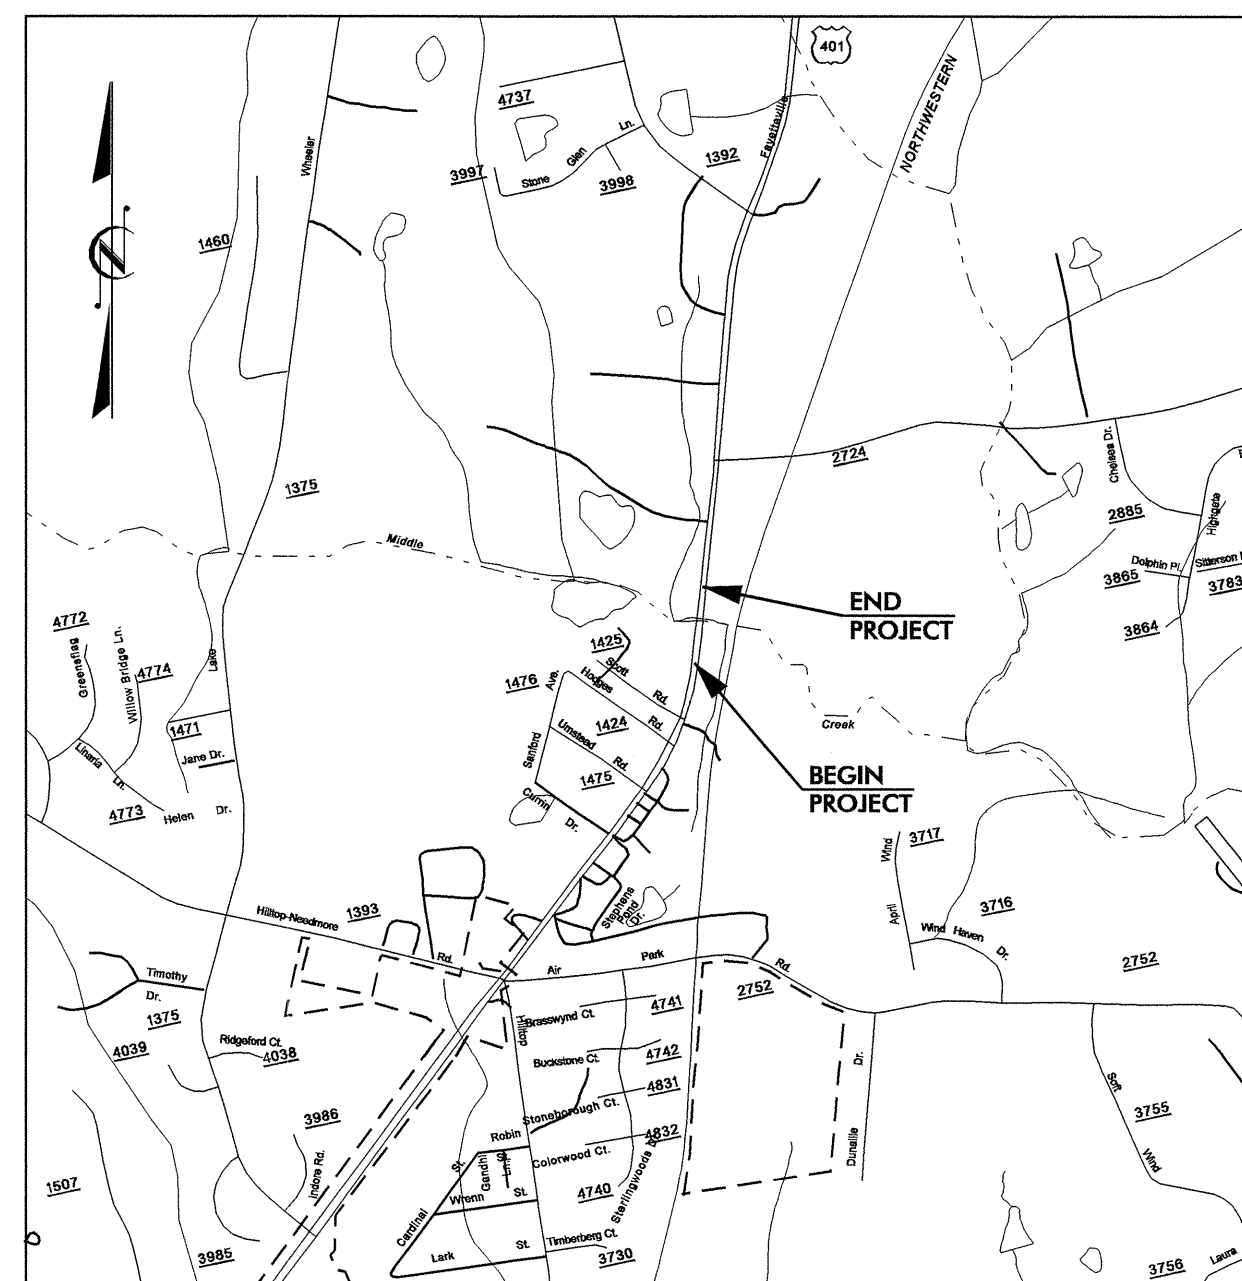 401
NORTHWESTERN
4737
Fayetteville
Ln.
Glen
1392
Wheeler
3997
Stone
3998
1460
2724
Chelsea Dr.
1375
2885
Highgate
Middle
Dolphin Pl.
Sitterson
3865
3783
END
PROJECT
4772
3864
1425
Greenflag
Willow Bridge Ln.
4774
Lake
Scott
Rd.
1476
Ave.
Hodges
Rd.
1471
1424
Creek
Umstead
Rd.
Jane Dr.
Sanford
Linaria
Ln.
1475
BEGIN
PROJECT
Currin
Dr.
4773
Helen Dr.
3717
April Wind
Stephens
Pond
Dr.
3716
Hilltop-Needmore
1393
Wind Haven Dr.
Rd.
Air Park Rd.
2752
Timothy
Dr.
2752
4741
1375
Brasswynd Ct.
Hilltop
Ridgeford Ct.
4039
4038
4742
Buckstone Ct.
Dr.
4831
Soft
3986
Stoneborough Ct.
3755
4832
Robin
St.
Dunallie
Colorwood Ct.
St.
Gandhi
Ln.
Indore Rd.
Wind
1507
4740
Sterlingwoods Dr.
Wrenn St.
Cardinal
Lark St.
Timberberg Ct.
3985
3730
3756
Laura